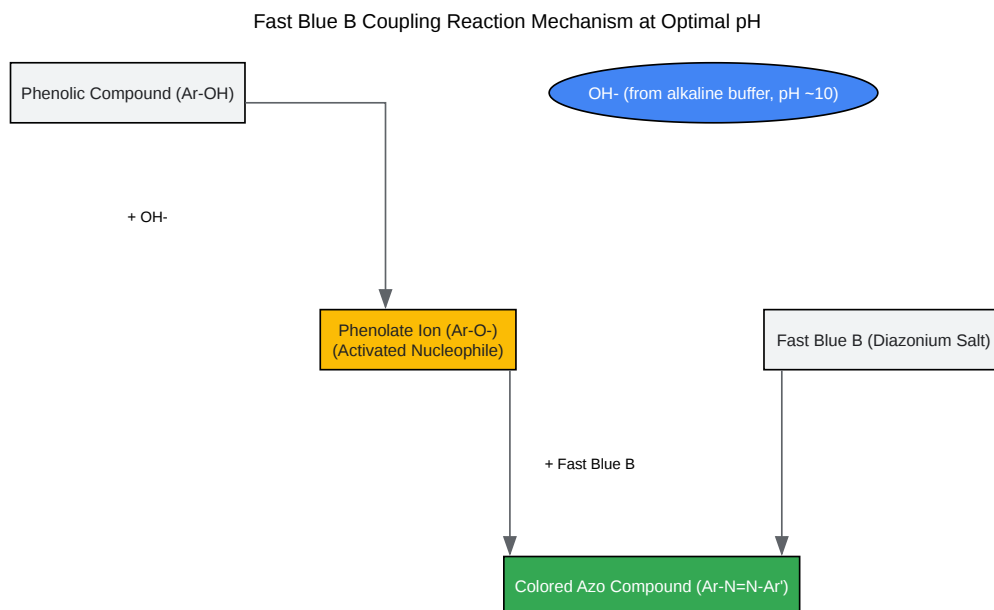 Fast Blue B Coupling Reaction Mechanism at Optimal pH
Phenolic Compound (Ar-OH)
OH- (from alkaline buffer, pH ~10)
+ OH-
Phenolate Ion (Ar-O-)
(Activated Nucleophile)
Fast Blue B (Diazonium Salt)
+ Fast Blue B
Colored Azo Compound (Ar-N=N-Ar')